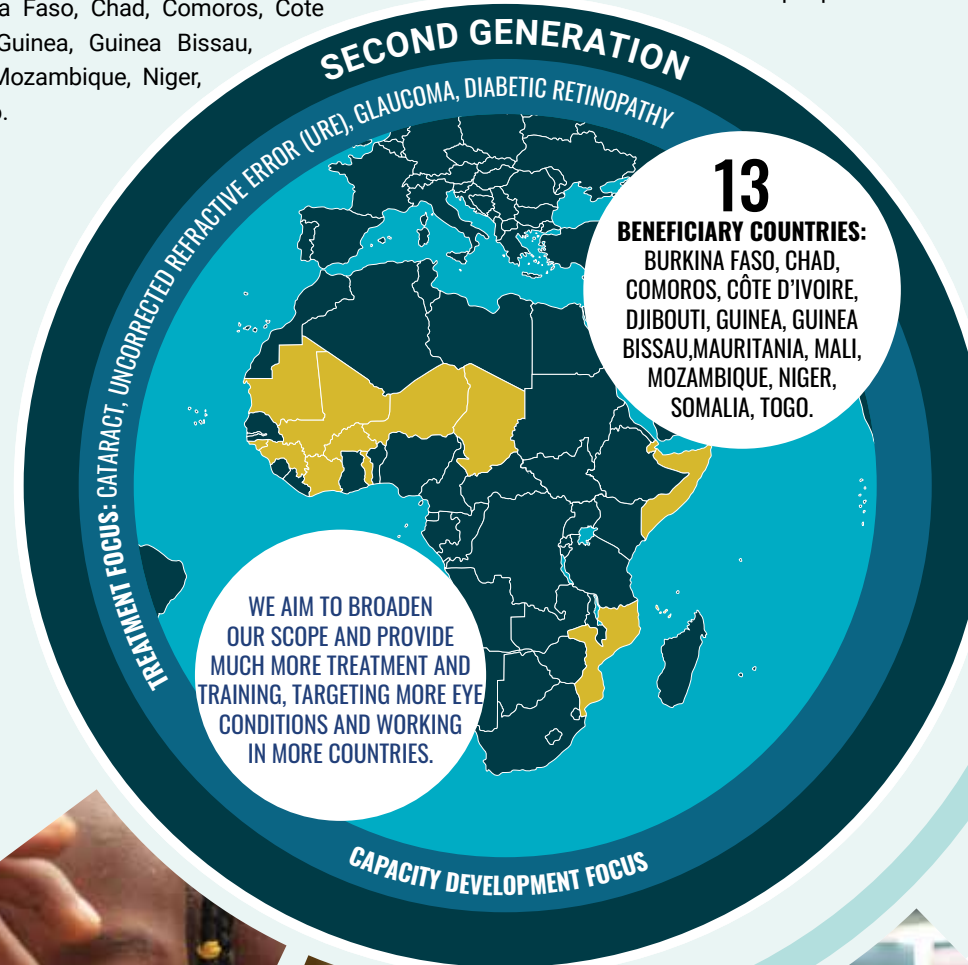 Faso, Chad, Comoros, Cote
Guinea, Guinea Bissau,
Mozambique, Niger,
SECOND GENERATION
TREATMENT FOCUS: CATARACT, UNCORRECTED REFRACTIVE ERROR (URE), GLAUCOMA, DIABETIC RETINOPATHY
13
BENEFICIARY COUNTRIES:
BURKINA FASO, CHAD,
COMOROS, CÔTE D’IVOIRE,
DJIBOUTI, GUINEA, GUINEA
BISSAU,MAURITANIA, MALI,
MOZAMBIQUE, NIGER,
SOMALIA, TOGO.
WE AIM TO BROADEN
OUR SCOPE AND PROVIDE
MUCH MORE TREATMENT AND
TRAINING, TARGETING MORE EYE
CONDITIONS AND WORKING
IN MORE COUNTRIES.
CAPACITY DEVELOPMENT FOCUS